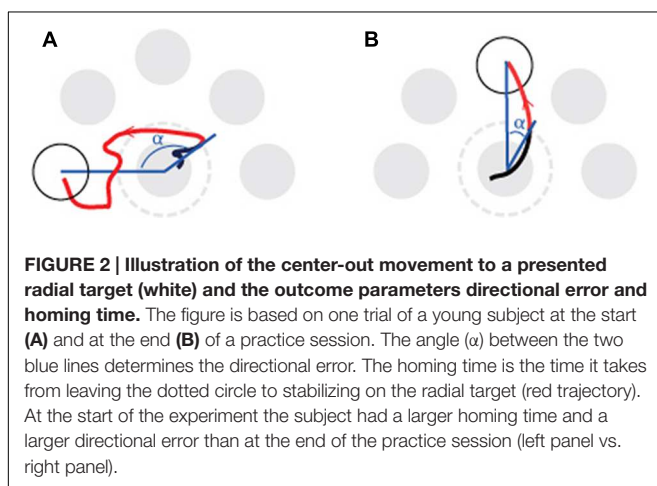 A
B
α
α
FIGURE 2 | Illustration of the center-out movement to a presented
radial target (white) and the outcome parameters directional error and
homing time. The figure is based on one trial of a young subject at the start
(A) and at the end (B) of a practice session. The angle (α) between the two
blue lines determines the directional error. The homing time is the time it takes
from leaving the dotted circle to stabilizing on the radial target (red trajectory).
At the start of the experiment the subject had a larger homing time and a
larger directional error than at the end of the practice session (left panel vs.
right panel).